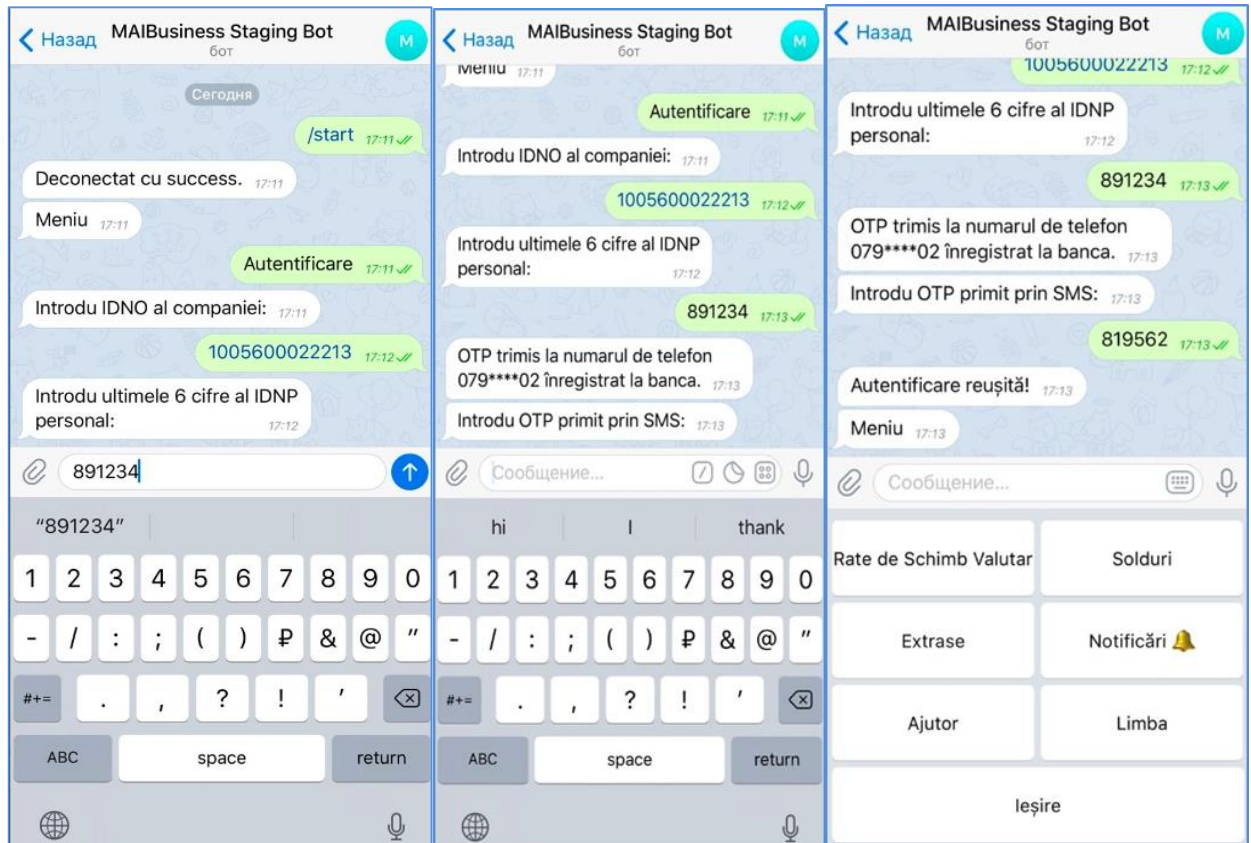 Назад
MAIBusiness Staging Bot
бот
M
Сегодня
/start 17:11
Deconectat cu success. 17:11
Meniu 17:11
Autentificare 17:11
Introdu IDNO al companiei: 17:11
1005600022213 17:12
Introdu ultimele 6 cifre al IDNP
personal: 17:12
891234
“891234”
1 2 3 4 5 6 7 8 9 0
- / : ; ( ) ₽ & @ "
#+= . , ? ! ’
ABC space return
Назад
MAIBusiness Staging Bot
бот
M
Meniu 17:11
Autentificare 17:11
Introdu IDNO al companiei: 17:11
1005600022213 17:12
Introdu ultimele 6 cifre al IDNP
personal: 17:12
891234 17:13
OTP trimis la numarul de telefon
079****02 înregistrat la banca. 17:13
Introdu OTP primit prin SMS: 17:13
Сообщение...
hi I thank
1 2 3 4 5 6 7 8 9 0
- / : ; ( ) ₽ & @ "
#+= . , ? ! ’
ABC space return
Назад
MAIBusiness Staging Bot
бот
M
1005600022213 17:12
Introdu ultimele 6 cifre al IDNP
personal: 17:12
891234 17:13
OTP trimis la numarul de telefon
079****02 înregistrat la banca. 17:13
Introdu OTP primit prin SMS: 17:13
819562 17:13
Autentificare reușită! 17:13
Meniu 17:13
Сообщение...
Rate de Schimb Valutar
Solduri
Extrase
Notificări
Ajutor
Limba
Ieșire